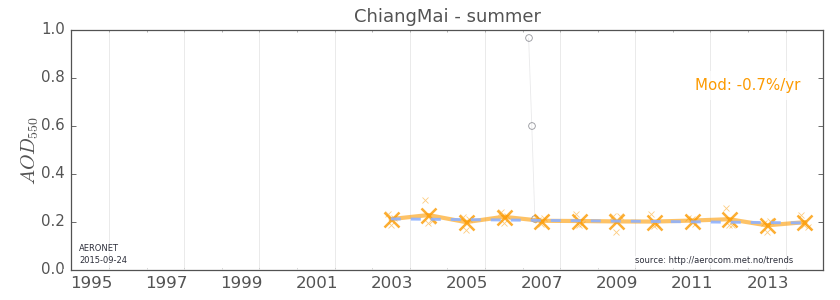 ChiangMai - summer
1.0
0.8
0.6
0.4
0.2
0.0
AOD550
Mod: -0.7%/yr
AERONET
2015-09-24
source: http://aerocom.met.no/trends
1995 1997 1999 2001 2003 2005 2007 2009 2011 2013